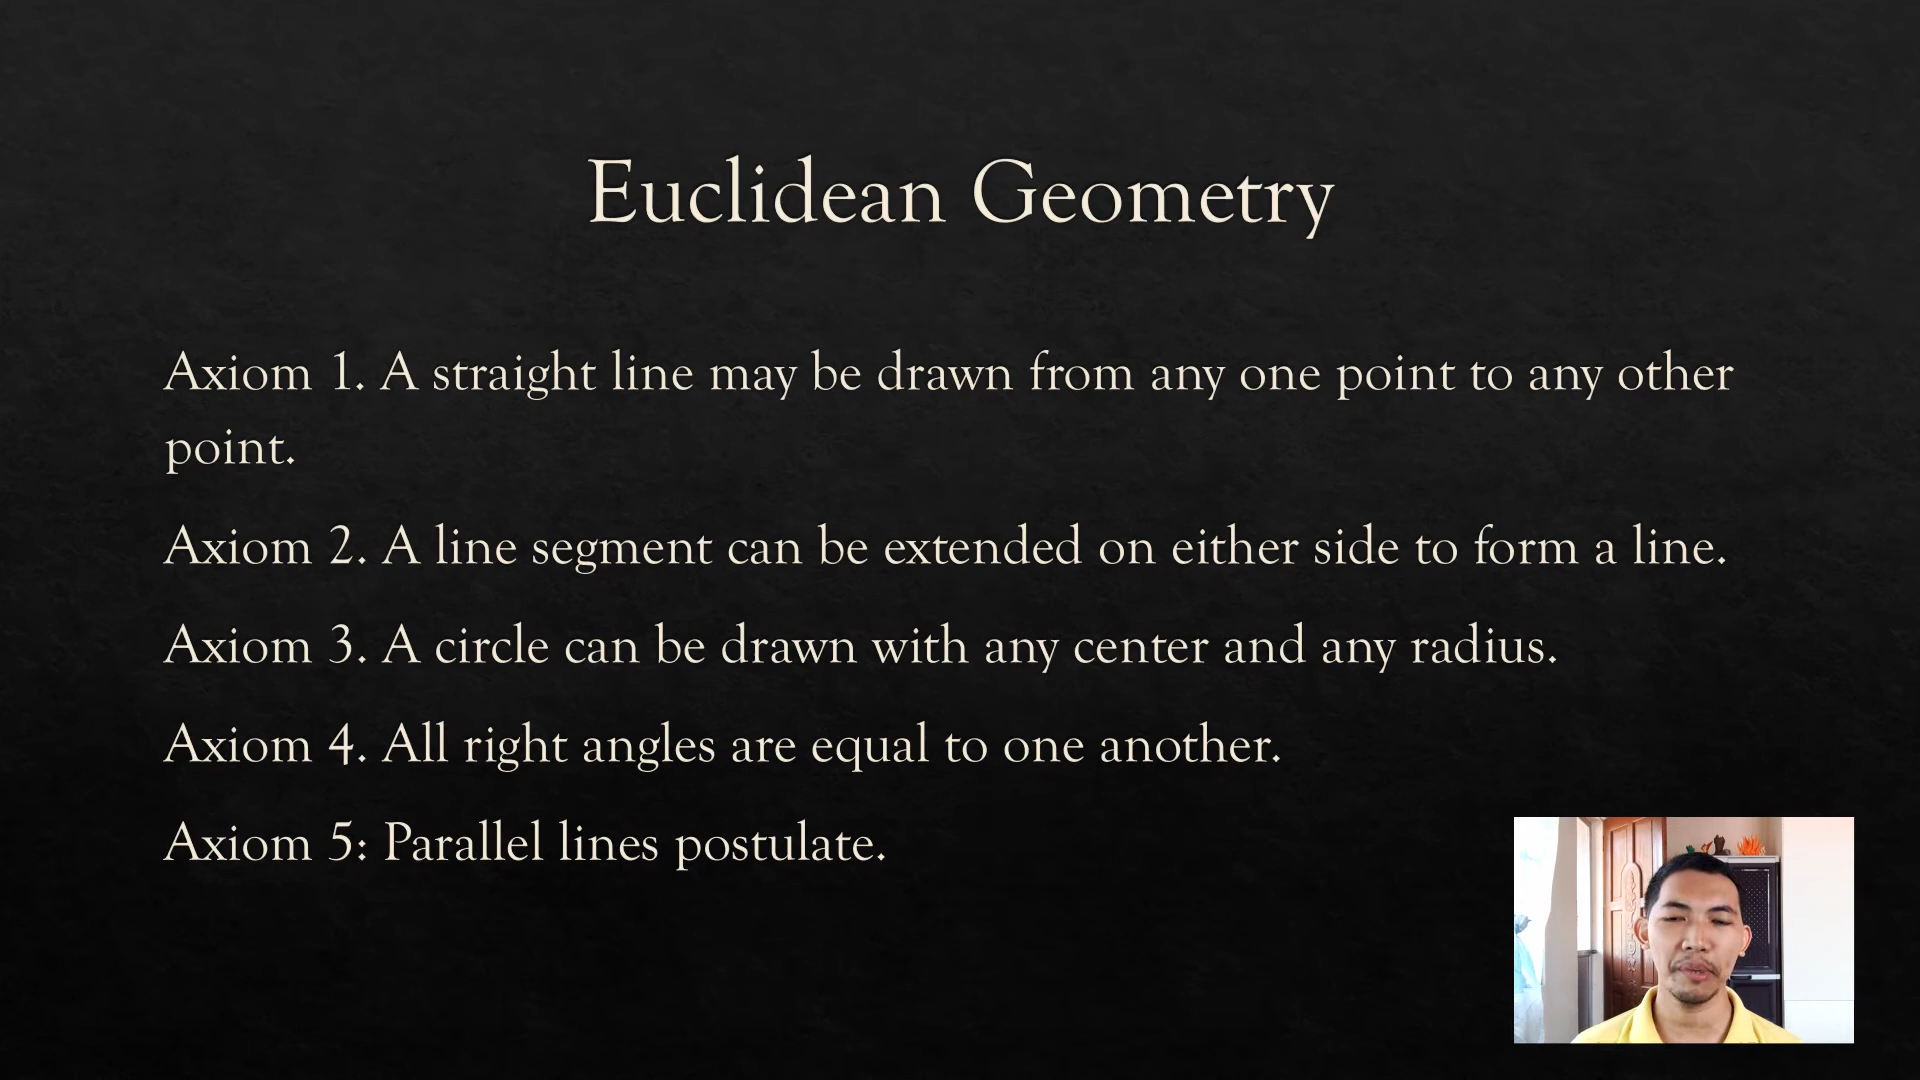 Euclidean Geometry
Axiom 1. A straight line may be drawn from any one point to any other
point.
Axiom 2. A line segment can be extended on either side to form a line.
Axiom 3. A circle can be drawn with any center and any radius.
Axiom 4. All right angles are equal to one another.
Axiom 5: Parallel lines postulate.